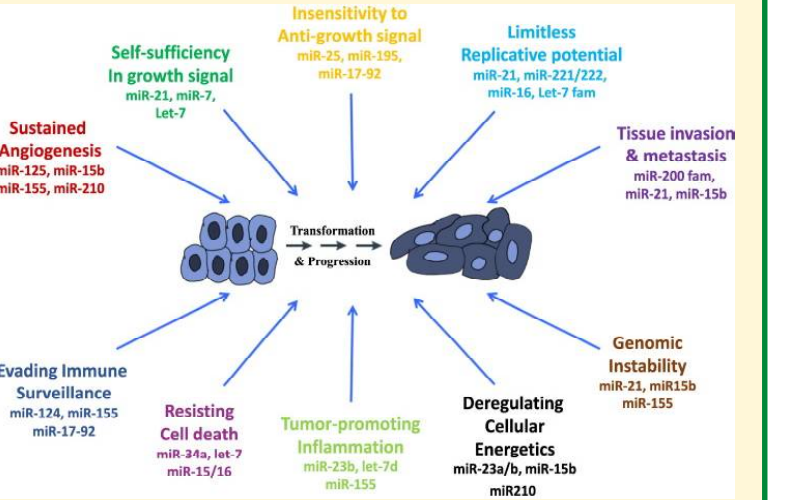 Insensitivity to
Anti-growth signal
miR-25, miR-195,
miR-17-92
Limitless
Replicative potential
miR-21, miR-221/222,
miR-16, Let-7 fam
Self-sufficiency
In growth signal
miR-21, miR-7,
Let-7
Sustained
Angiogenesis
miR-125, miR-15b
miR-155, miR-210
Tissue invasion
& metastasis
miR-200 fam,
miR-21, miR-15b
Transformation
& Progression
Evading Immune
Surveillance
miR-124, miR-155
miR-17-92
Resisting
Cell death
miR-34a, let-7
miR-15/16
Tumor-promoting
Inflammation
miR-23b, let-7d
miR-155
Deregulating
Cellular
Energetics
miR-23a/b, miR-15b
miR210
Genomic
Instability
miR-21, miR15b
miR-155